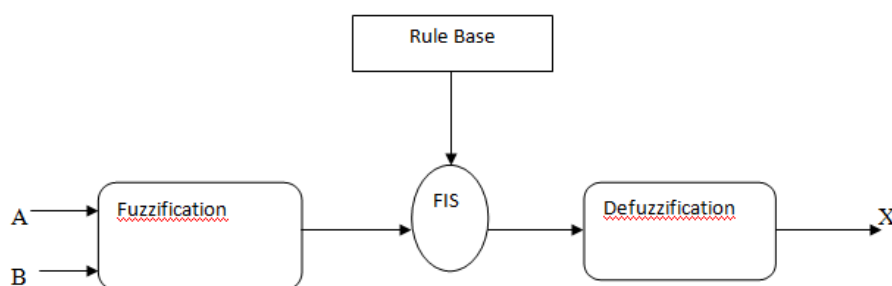 Rule Base
A
Fuzzification
FIS
Defuzzification
X
B